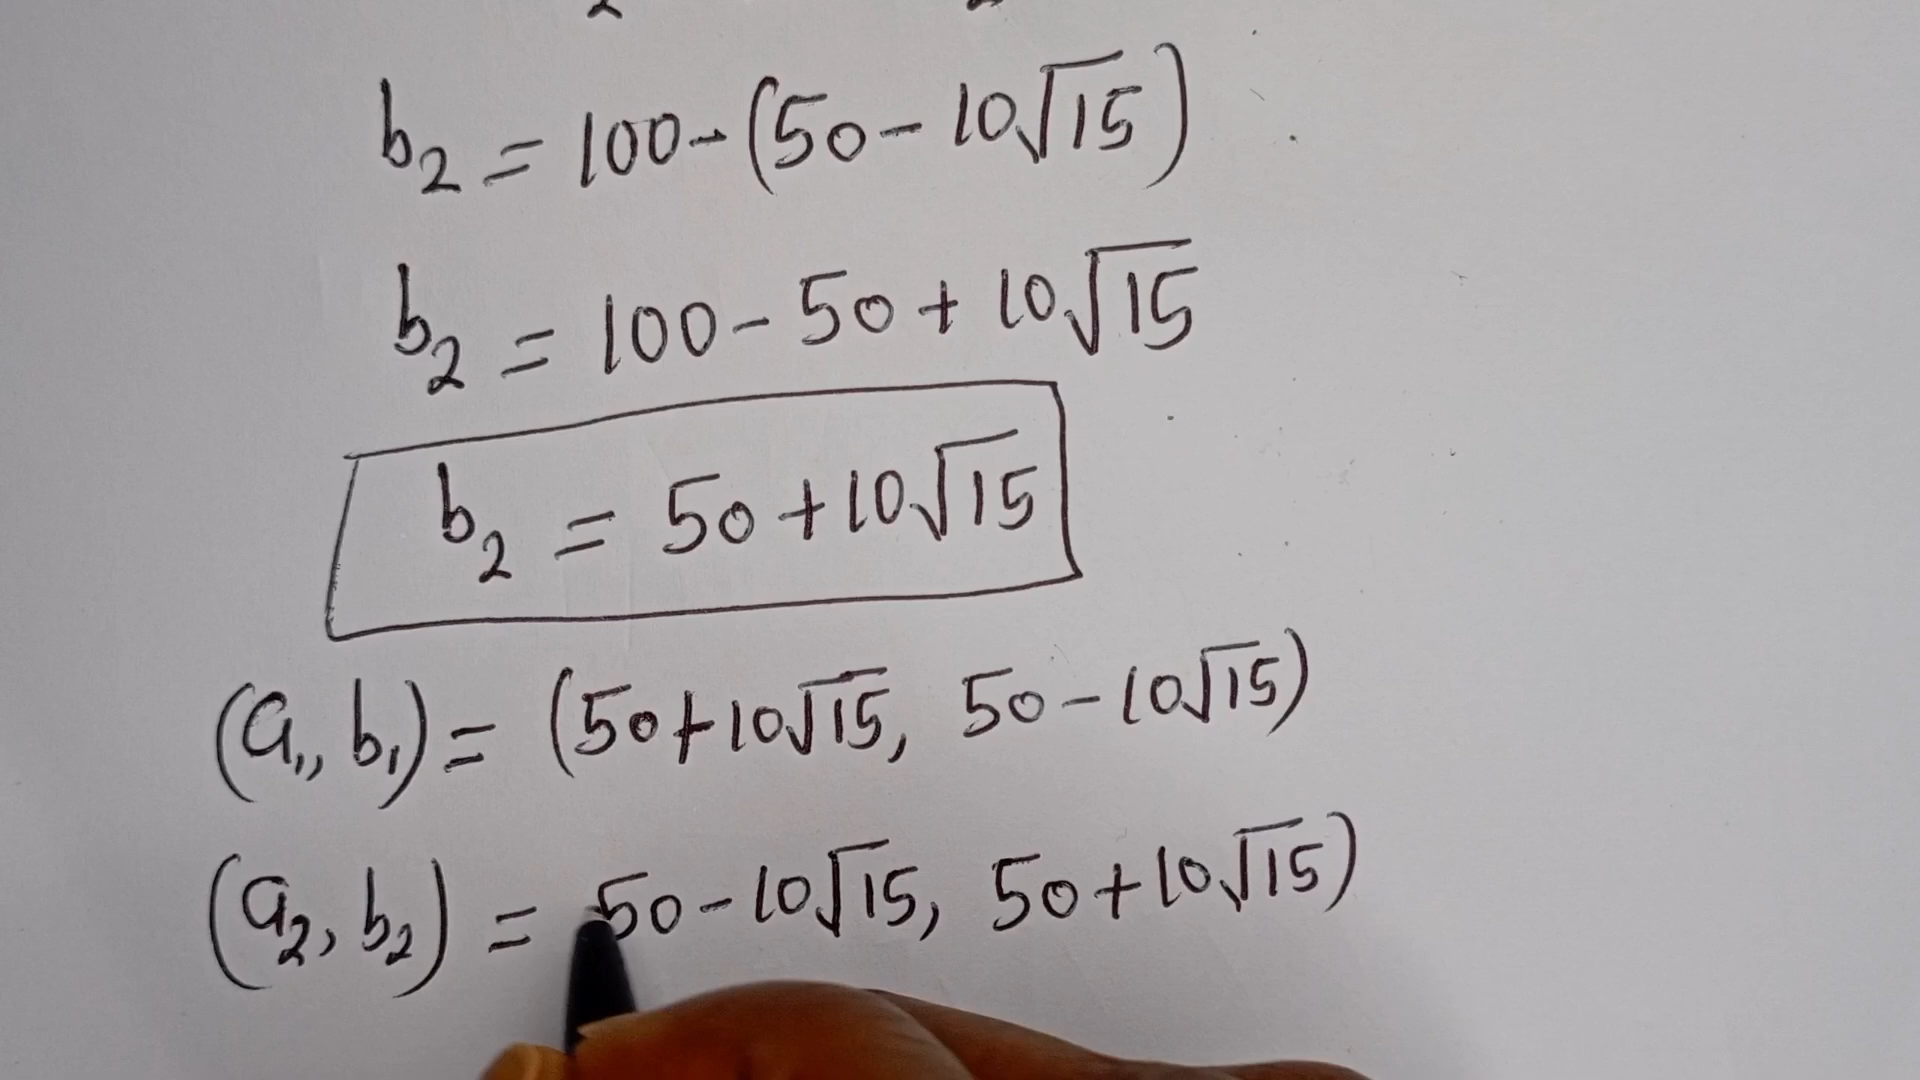 b₂ = 100 - (50 - 10√15)
b₂ = 100 - 50 + 10√15
b₂ = 50 + 10√15
(a₁, b₁) = (50 + 10√15, 50 - 10√15)
(a₂, b₂) = 50 - 10√15, 50 + 10√15)